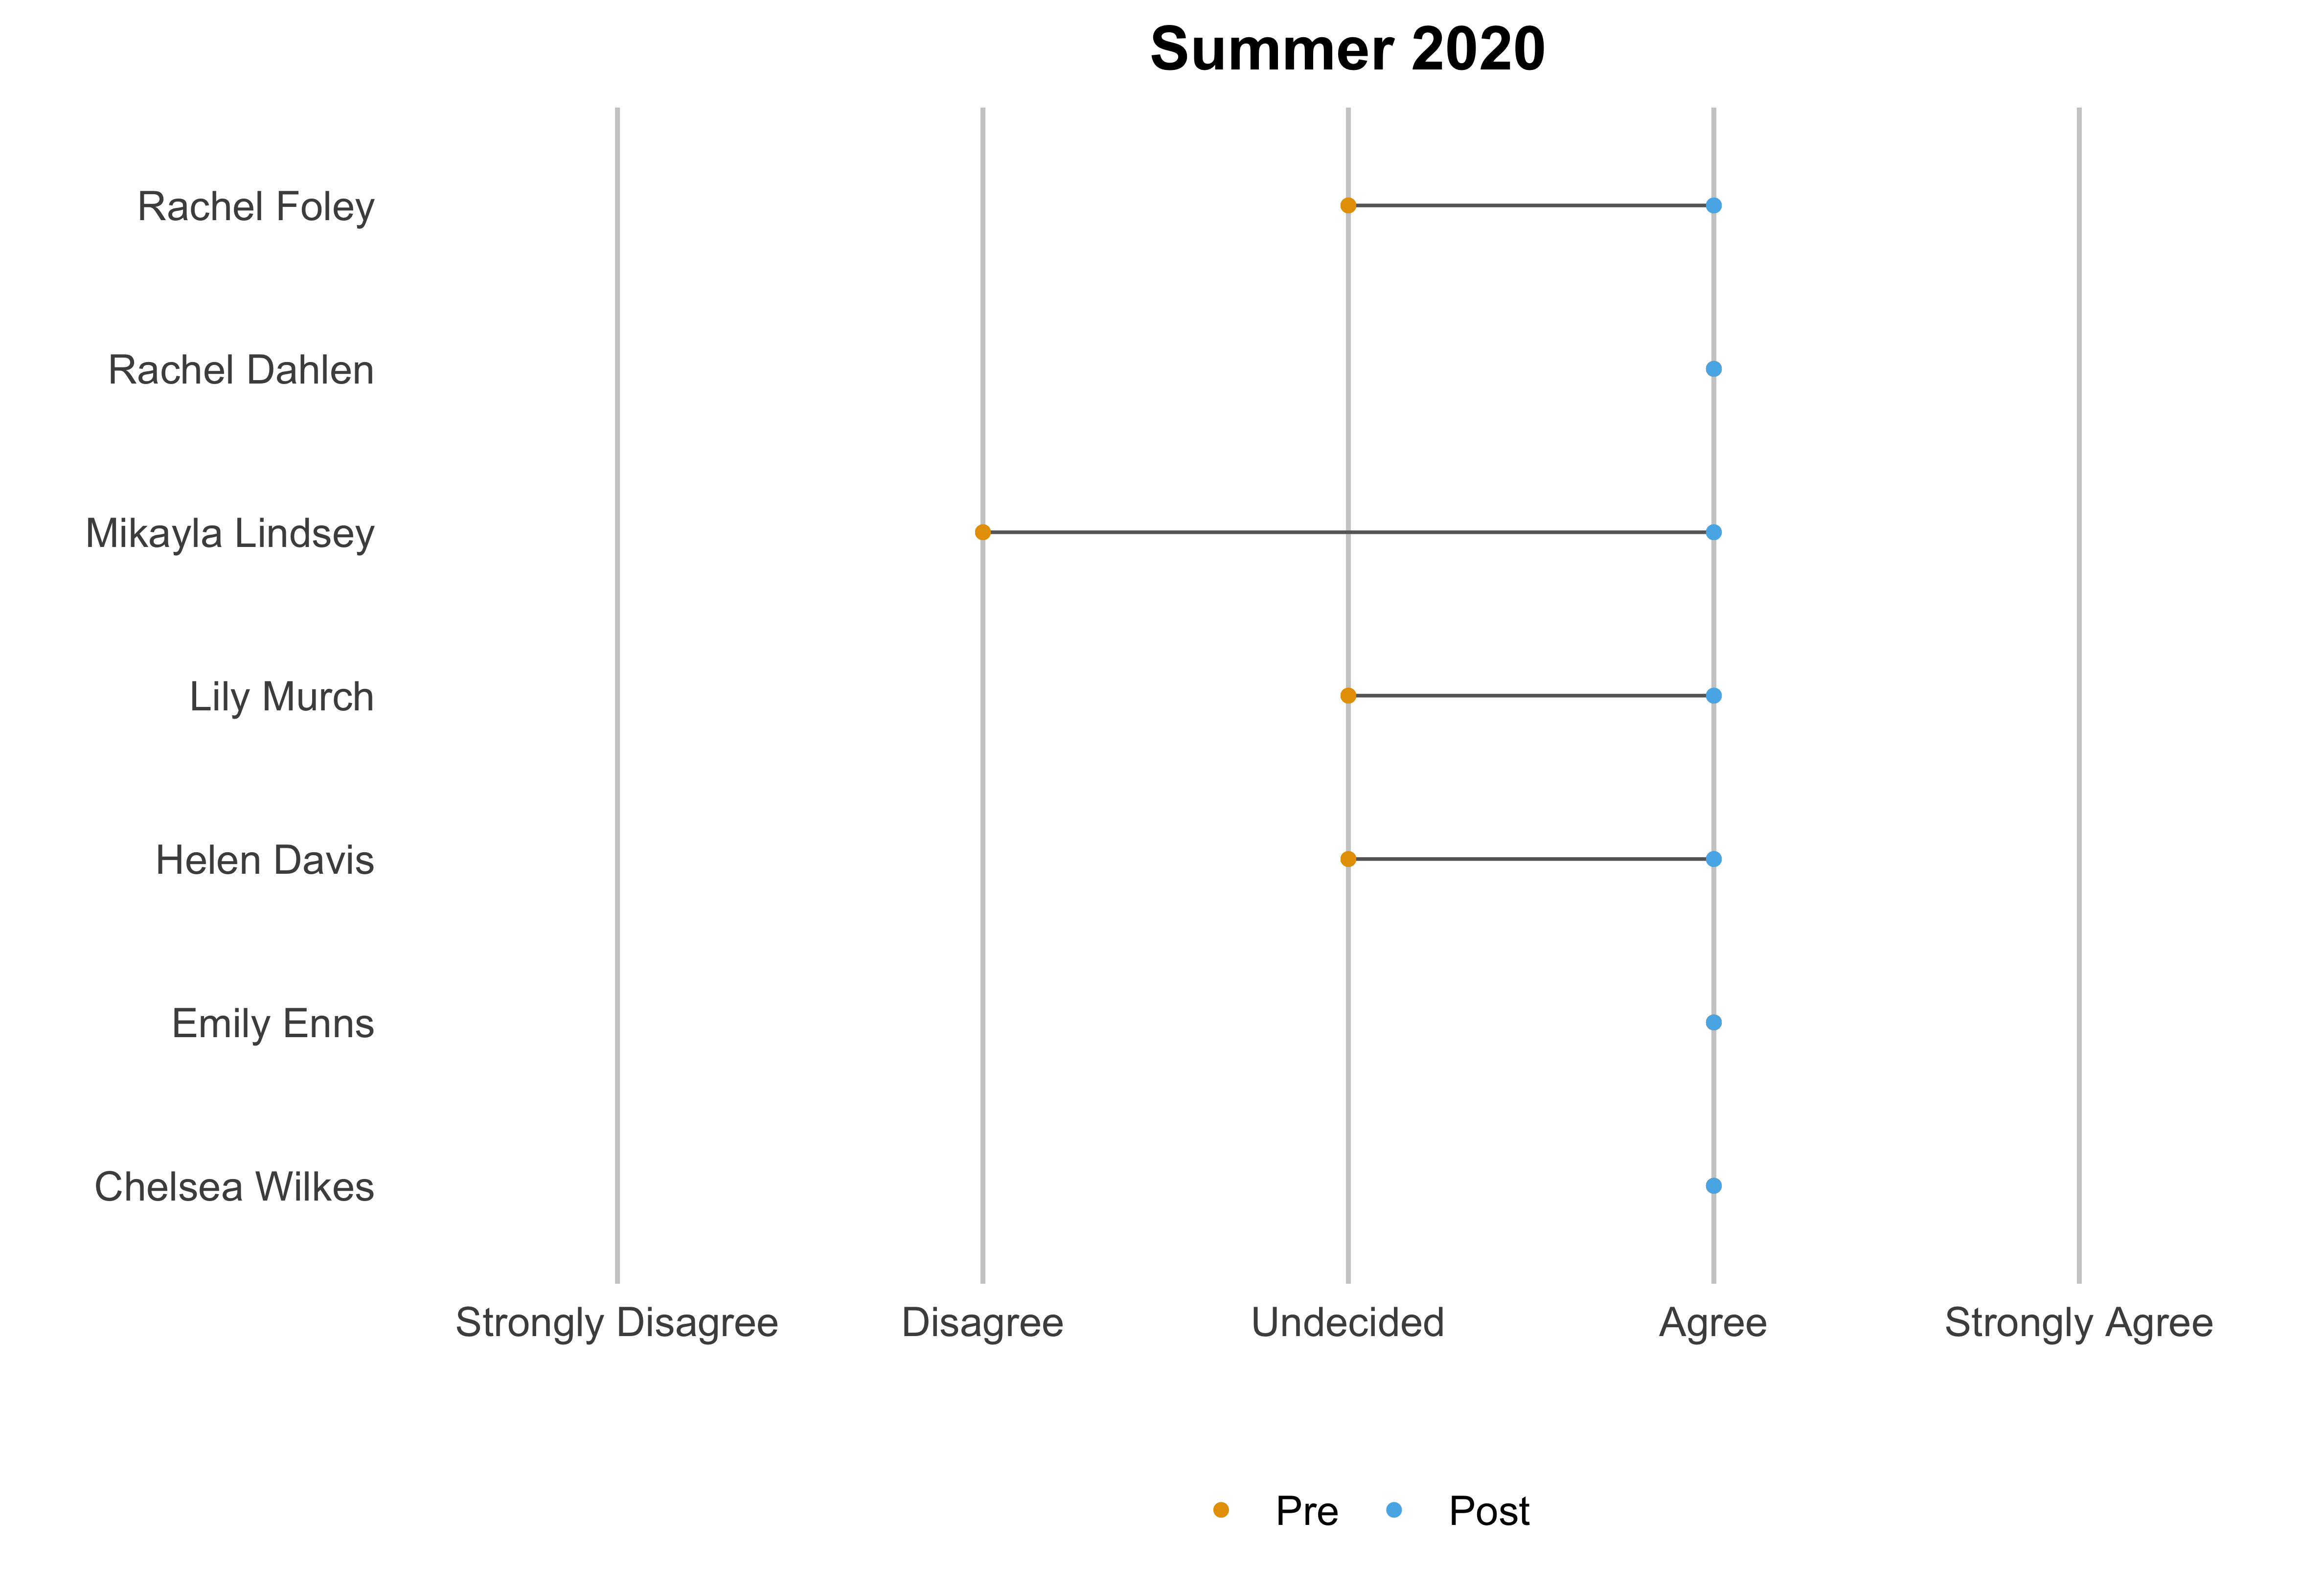 Summer 2020
Rachel Foley
Rachel Dahlen
Mikayla Lindsey
Lily Murch
Helen Davis
Emily Enns
Chelsea Wilkes
Strongly Disagree Disagree Undecided Agree Strongly Agree
Pre Post